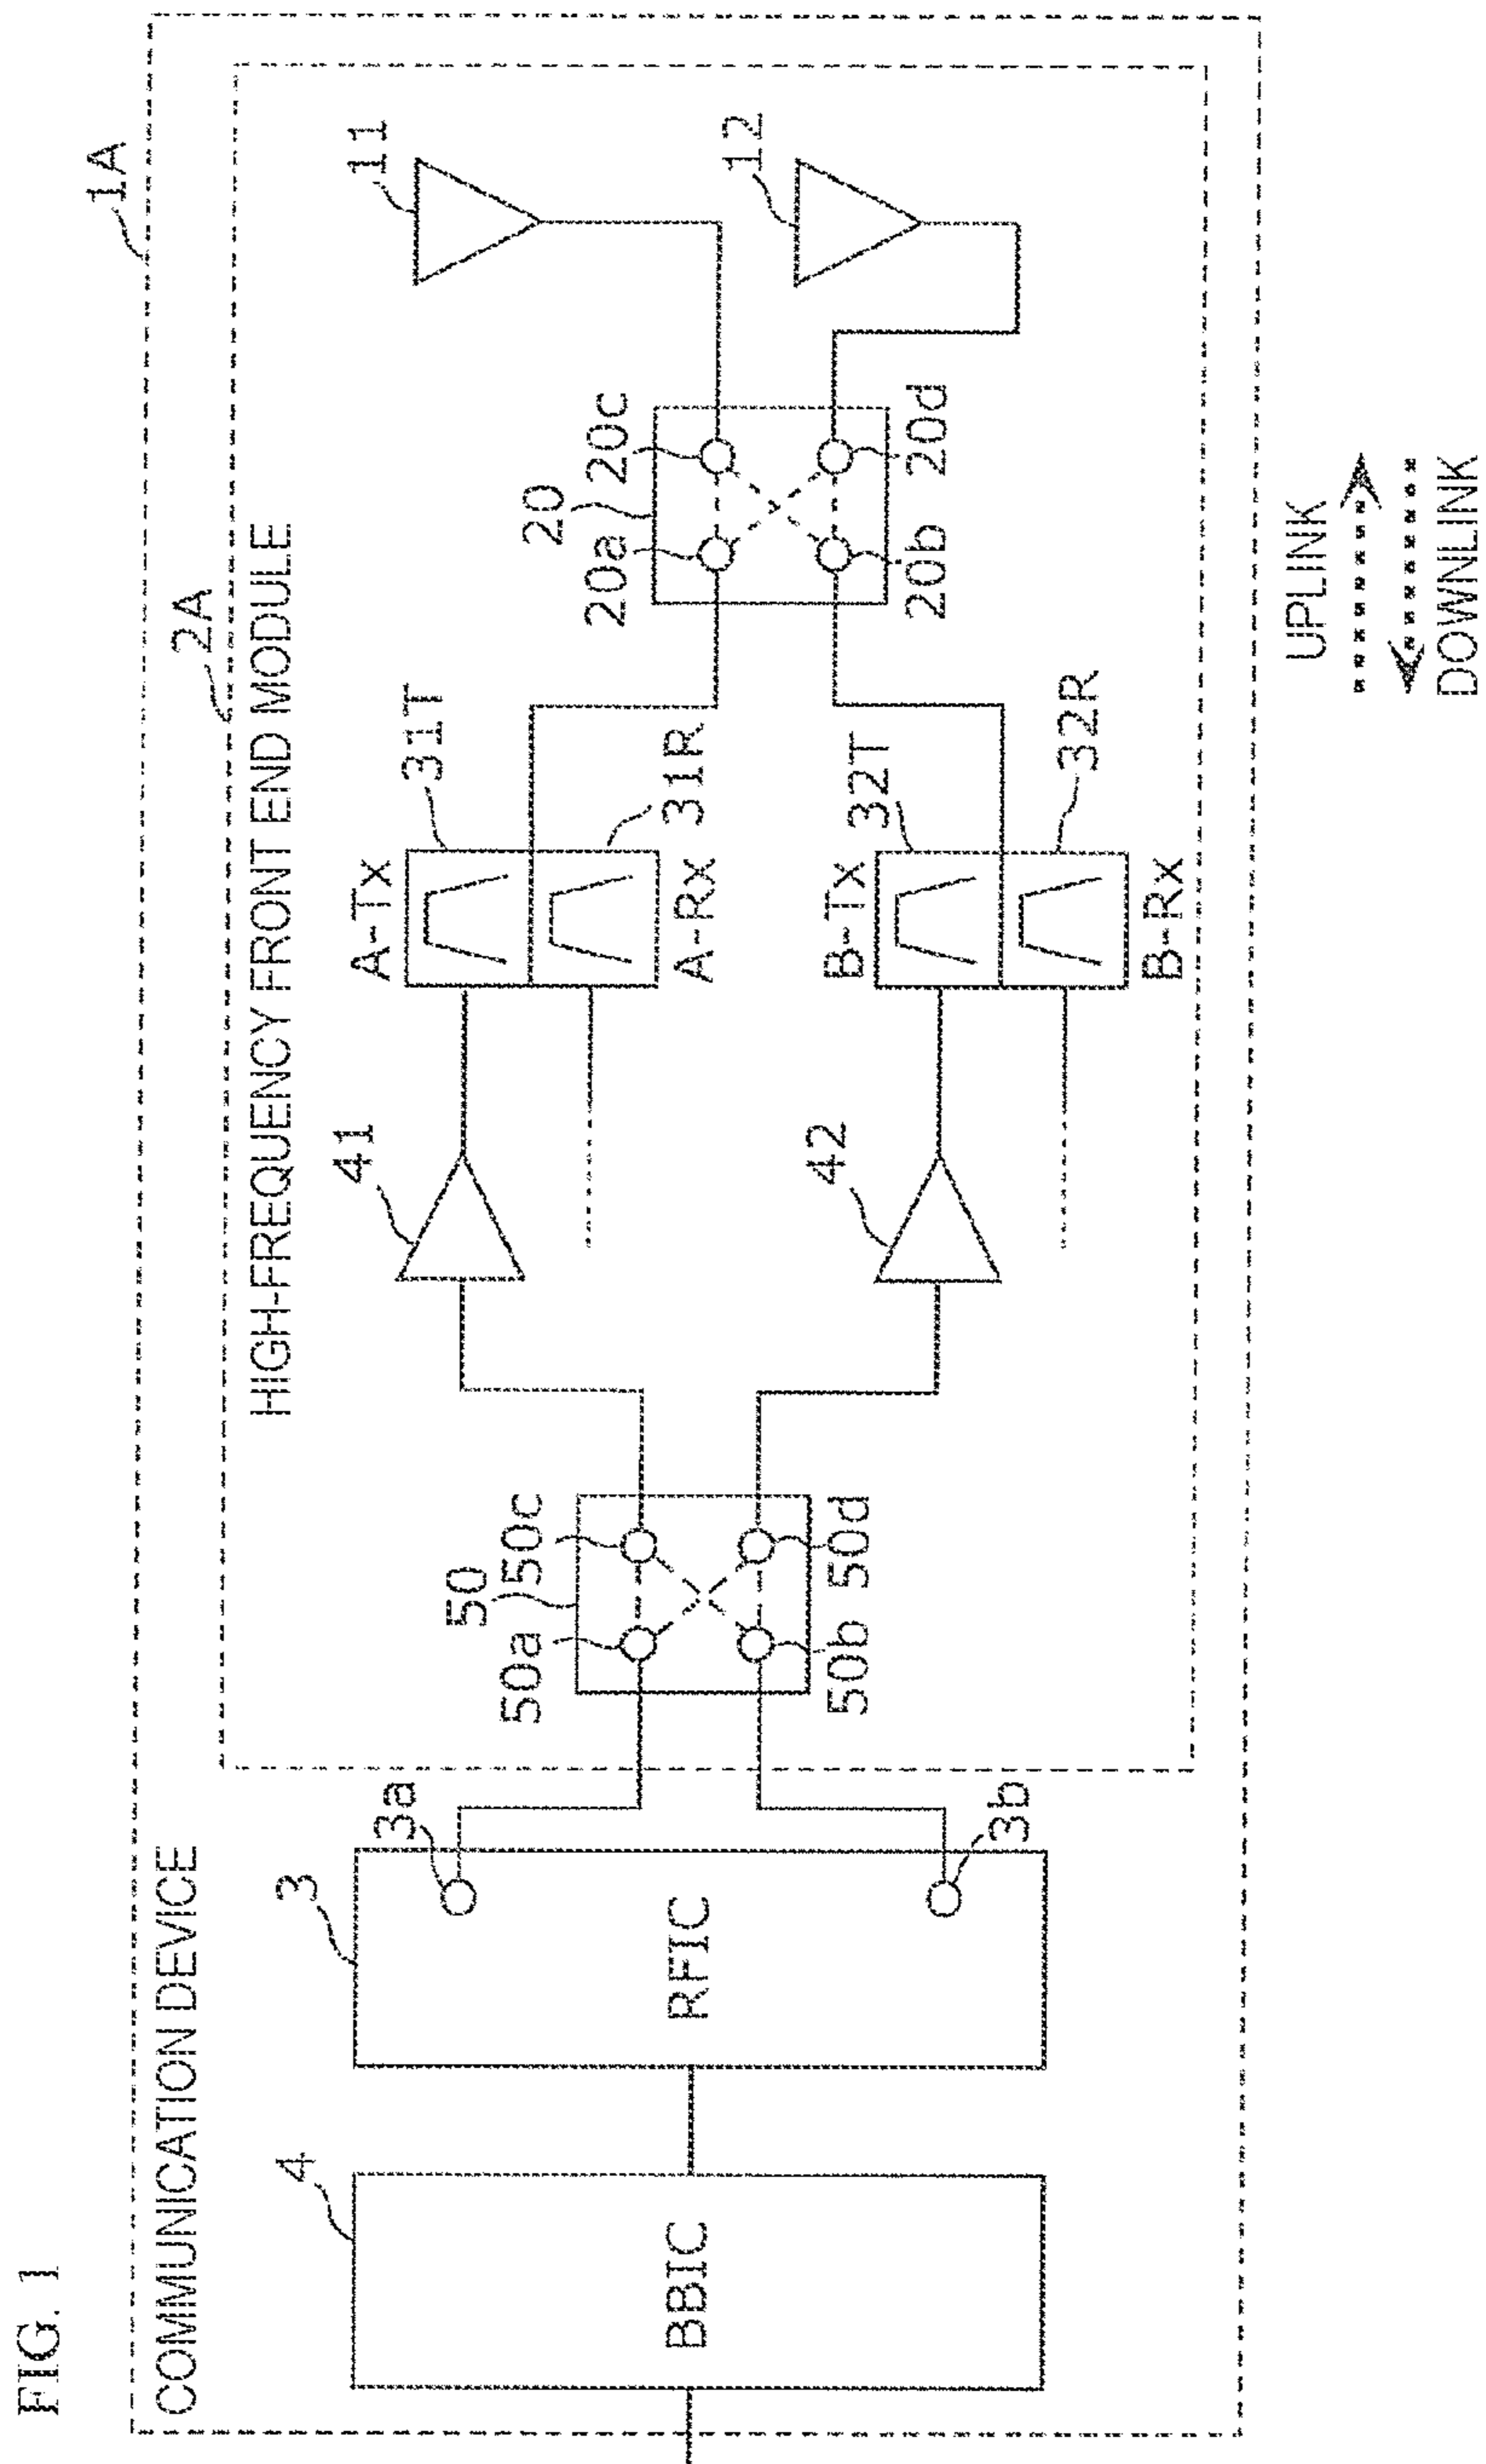 FIG. 1
COMMUNICATION DEVICE
1A
HIGH-FREQUENCY FRONT END MODULE
2A
4
BBIC
3
RFIC
3a
3b
50
50a
50c
50b
50d
41
42
A-Tx
31T
A-Rx
31R
B-Tx
32T
B-Rx
32R
20
20a
20c
20b
20d
11
12
UPLINK
DOWNLINK